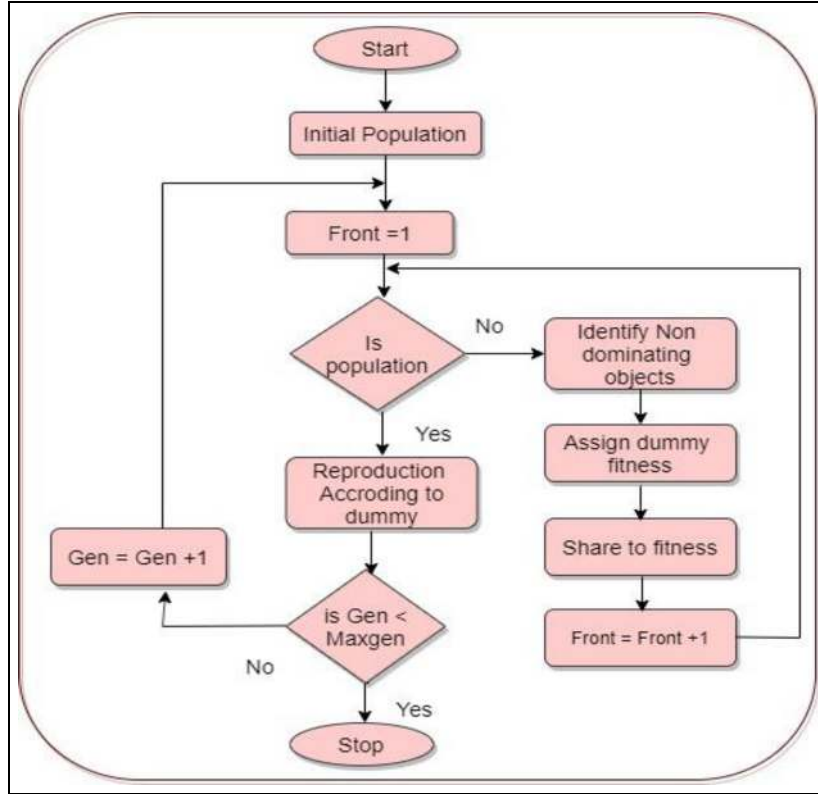 Start
Initial Population
Front =1
Is
population
No
Identify Non
dominating
objects
Yes
Assign dummy
fitness
Reproduction
Accroding to
dummy
Share to fitness
Gen = Gen +1
Front = Front +1
is Gen <
Maxgen
No
Yes
Stop